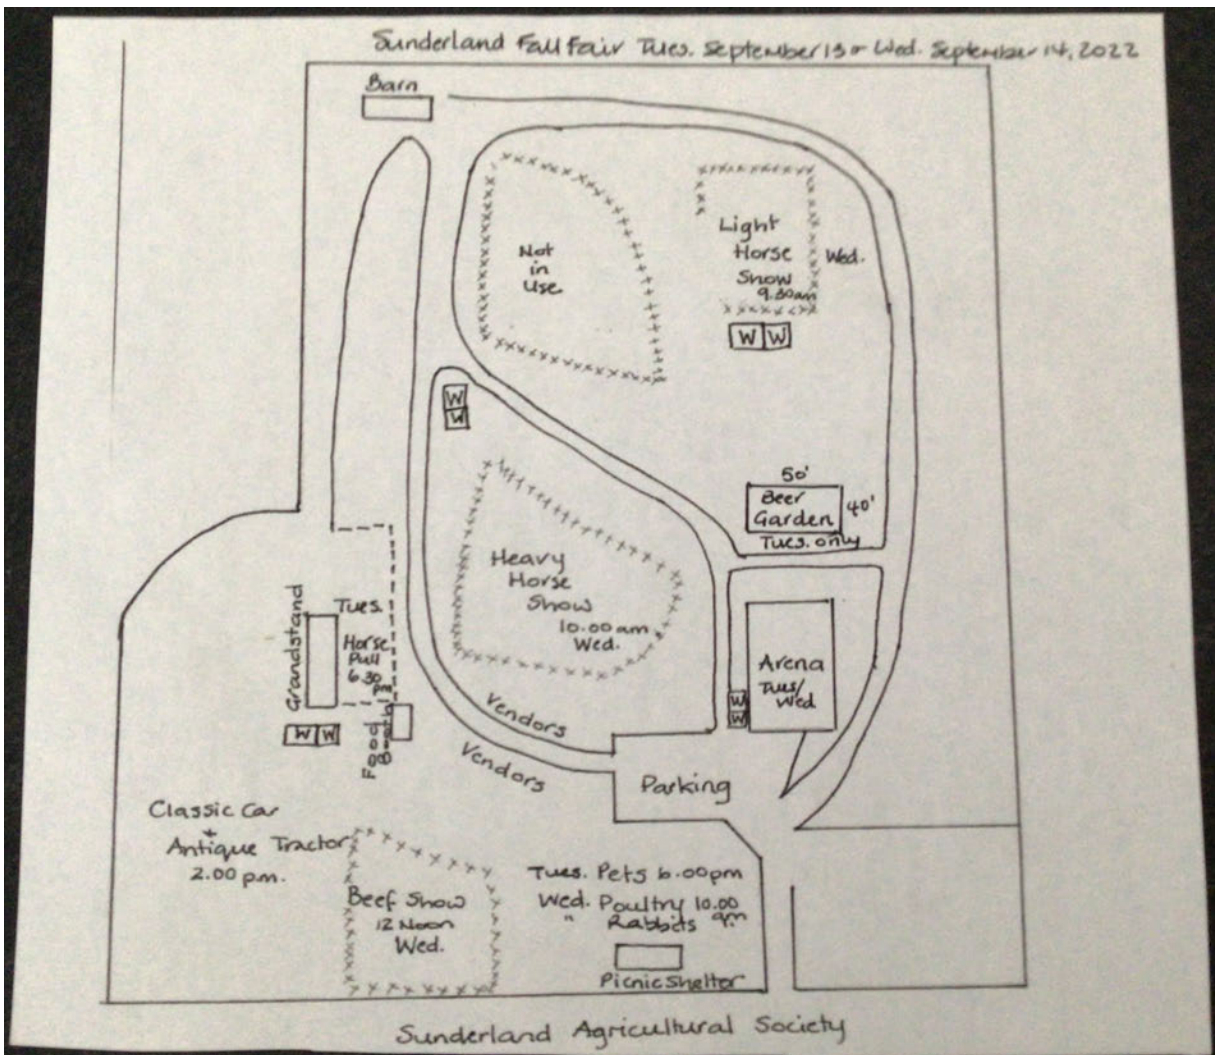 Sunderland Fall Fair Tues. September 13 or Wed. September 14, 2022
Barn
Light
Horse
Show
9.30am
Wed.
Not
in
Use
W W
W
W
50'
Beer
Garden
40'
Tues. only
Heavy
Horse
Show
10.00am
Wed.
Grandstand
Tues.
Horse
Pull
6.30
pm
Arena
Tues/
Wed
W
W
W W
Food
Booth
Vendors
Vendors
Parking
Classic Car
+
Antique Tractor
2.00 p.m.
Beef Show
12 Noon
Wed.
Tues. Pets 6.00pm
Wed. Poultry 10.00
" Rabbits am.
Picnic Shelter
Sunderland Agricultural Society